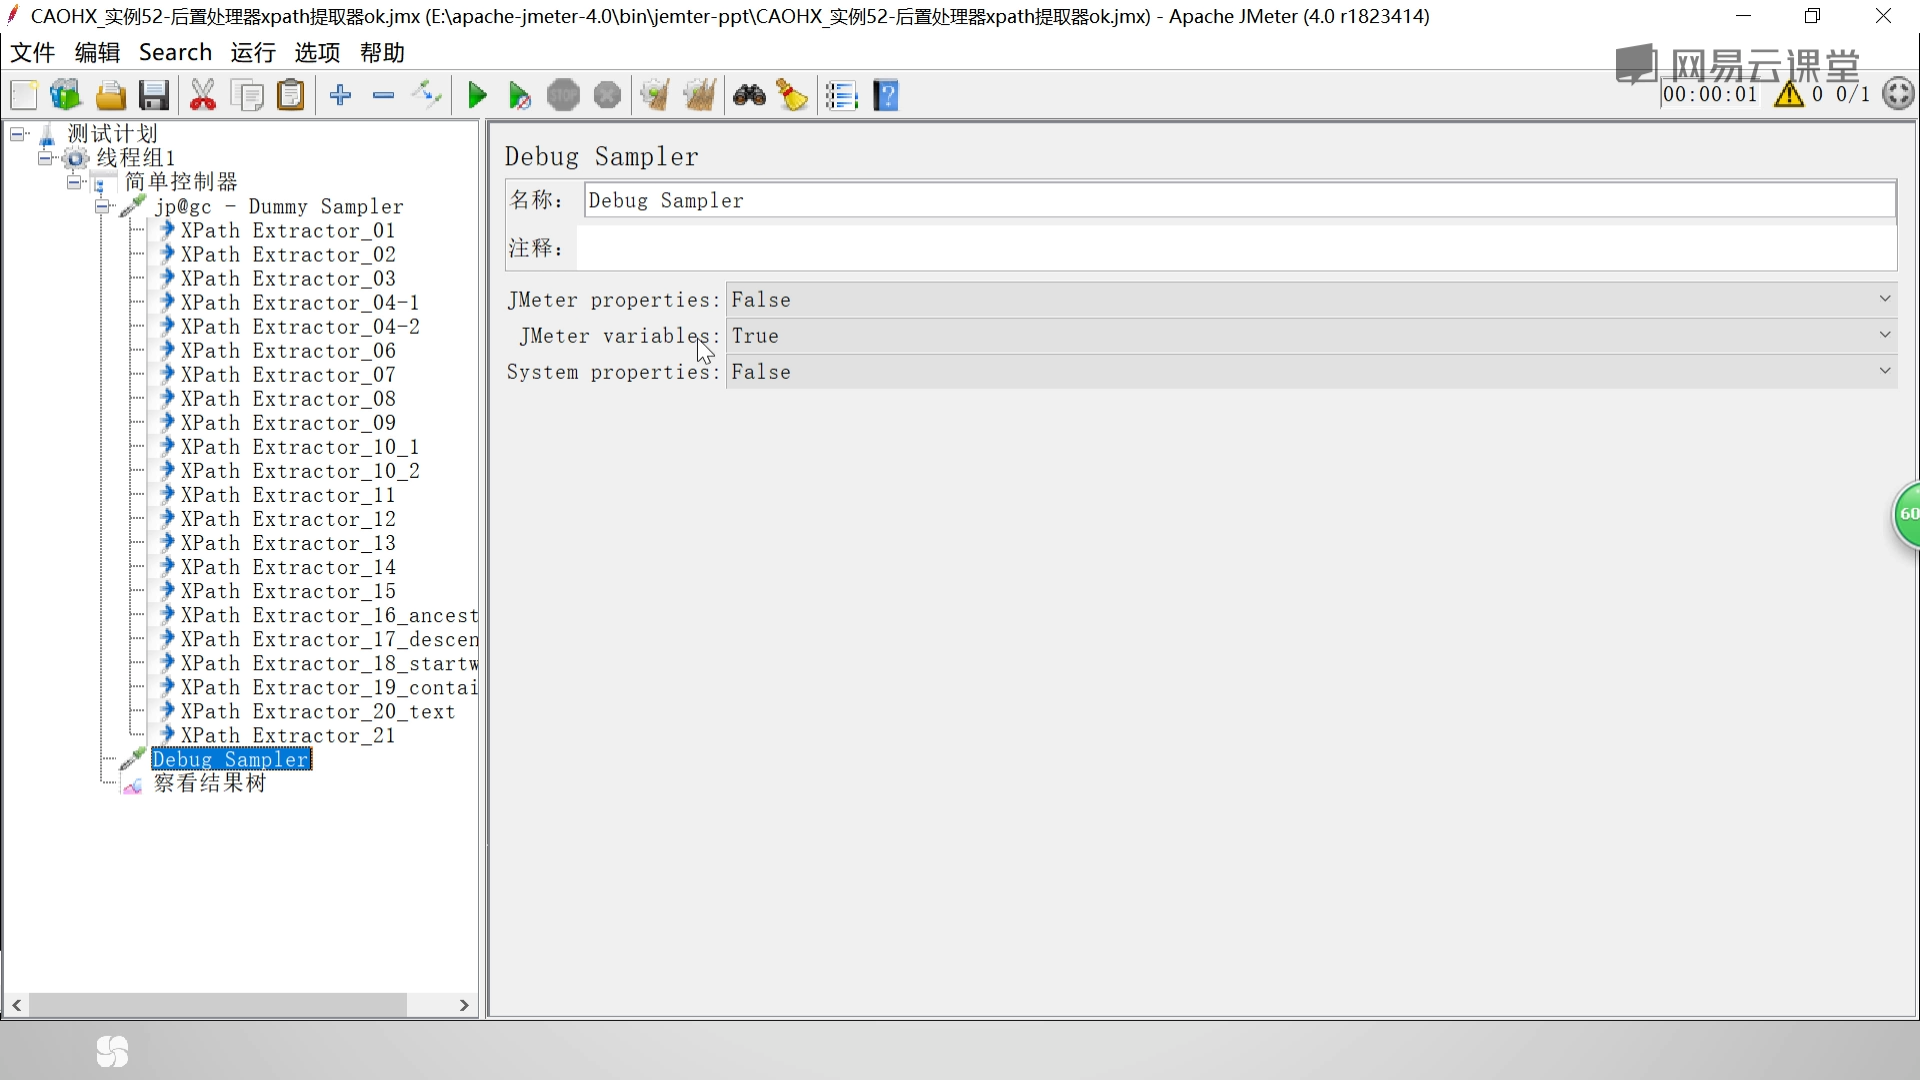 CAOHX_实例52-后置处理器xpath提取器ok.jmx (E:\apache-jmeter-4.0\bin\jemter-ppt\CAOHX_实例52-后置处理器xpath提取器ok.jmx) - Apache JMeter (4.0 r1823414)
文件 编辑 Search 运行 选项 帮助
网易云课堂
STOP
00:00:01 0 0/1
测试计划
线程组1
简单控制器
jp@gc - Dummy Sampler
XPath Extractor_01
XPath Extractor_02
XPath Extractor_03
XPath Extractor_04-1
XPath Extractor_04-2
XPath Extractor_06
XPath Extractor_07
XPath Extractor_08
XPath Extractor_09
XPath Extractor_10_1
XPath Extractor_10_2
XPath Extractor_11
XPath Extractor_12
XPath Extractor_13
XPath Extractor_14
XPath Extractor_15
XPath Extractor_16_ancest
XPath Extractor_17_descen
XPath Extractor_18_startw
XPath Extractor_19_contai
XPath Extractor_20_text
XPath Extractor_21
Debug Sampler
察看结果树
Debug Sampler
名称: Debug Sampler
注释:
JMeter properties: False
JMeter variables: True
System properties: False
60